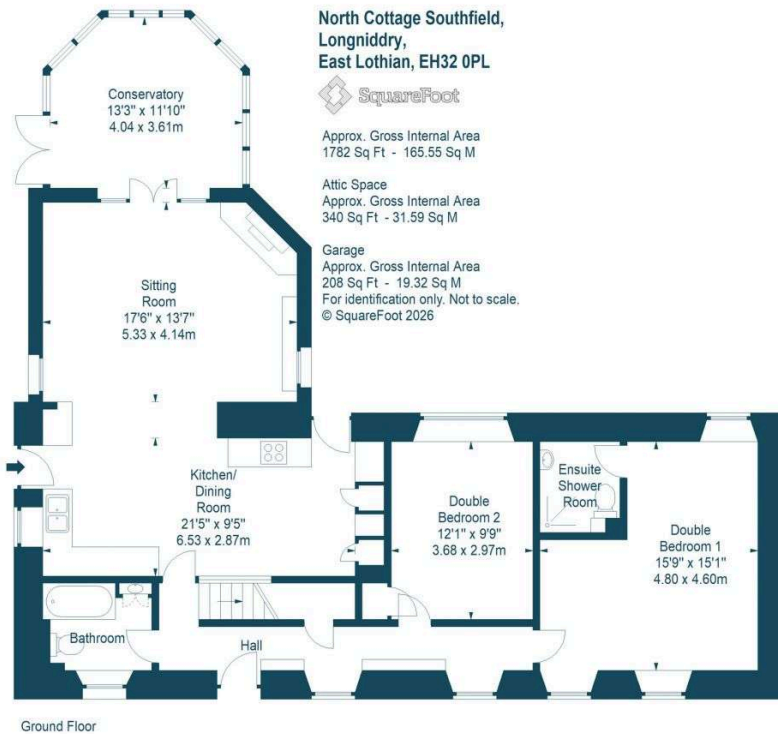 North Cottage Southfield,
Longniddry,
East Lothian, EH32 0PL
SquareFoot
Approx. Gross Internal Area
1782 Sq Ft - 165.55 Sq M
Attic Space
Approx. Gross Internal Area
340 Sq Ft - 31.59 Sq M
Garage
Approx. Gross Internal Area
208 Sq Ft - 19.32 Sq M
For identification only. Not to scale.
© SquareFoot 2026
Conservatory
13'3" x 11'10"
4.04 x 3.61m
Sitting
Room
17'6" x 13'7"
5.33 x 4.14m
Kitchen/
Dining
Room
21'5" x 9'5"
6.53 x 2.87m
Double
Bedroom 2
12'1" x 9'9"
3.68 x 2.97m
Ensuite
Shower
Room
Double
Bedroom 1
15'9" x 15'1"
4.80 x 4.60m
Bathroom
Hall
Ground Floor